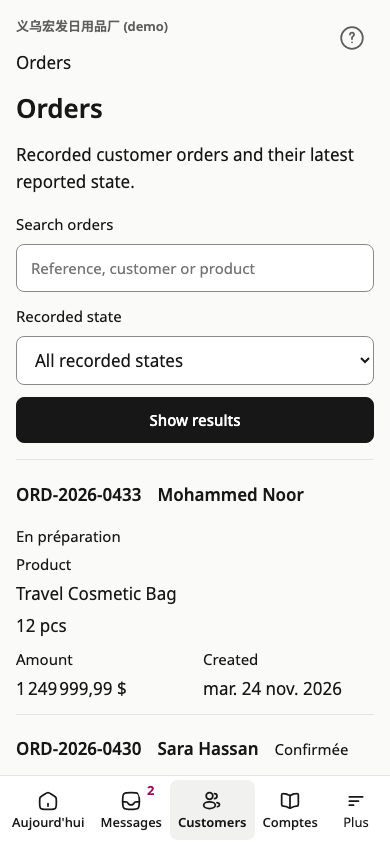 义乌宏发日用品厂 (demo)
Orders
Orders
Recorded customer orders and their latest
reported state.
Search orders
Reference, customer or product
Recorded state
All recorded states
Show results
ORD-2026-0433 Mohammed Noor
En préparation
Product
Travel Cosmetic Bag
12 pcs
Amount Created
1 249 999,99 $ mar. 24 nov. 2026
ORD-2026-0430 Sara Hassan Confirmée
2
Aujourd'hui Messages Customers Comptes Plus